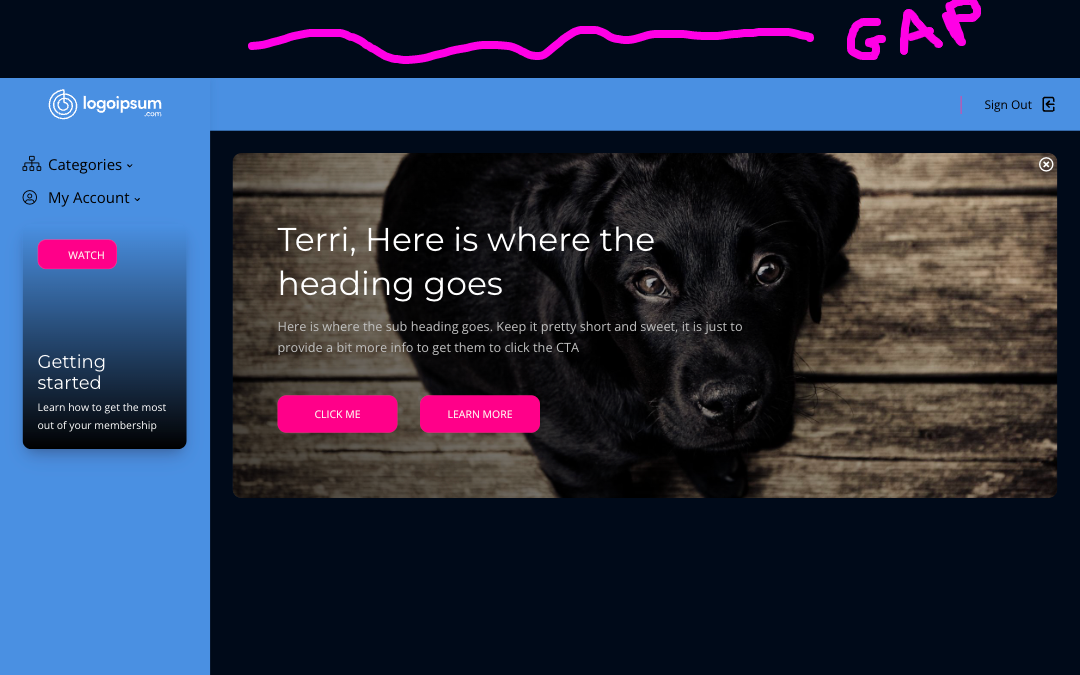 GAP
logoipsum
.com
Sign Out
Categories
My Account
WATCH
Getting
started
Learn how to get the most
out of your membership
Terri, Here is where the
heading goes
Here is where the sub heading goes. Keep it pretty short and sweet, it is just to
provide a bit more info to get them to click the CTA
CLICK ME
LEARN MORE